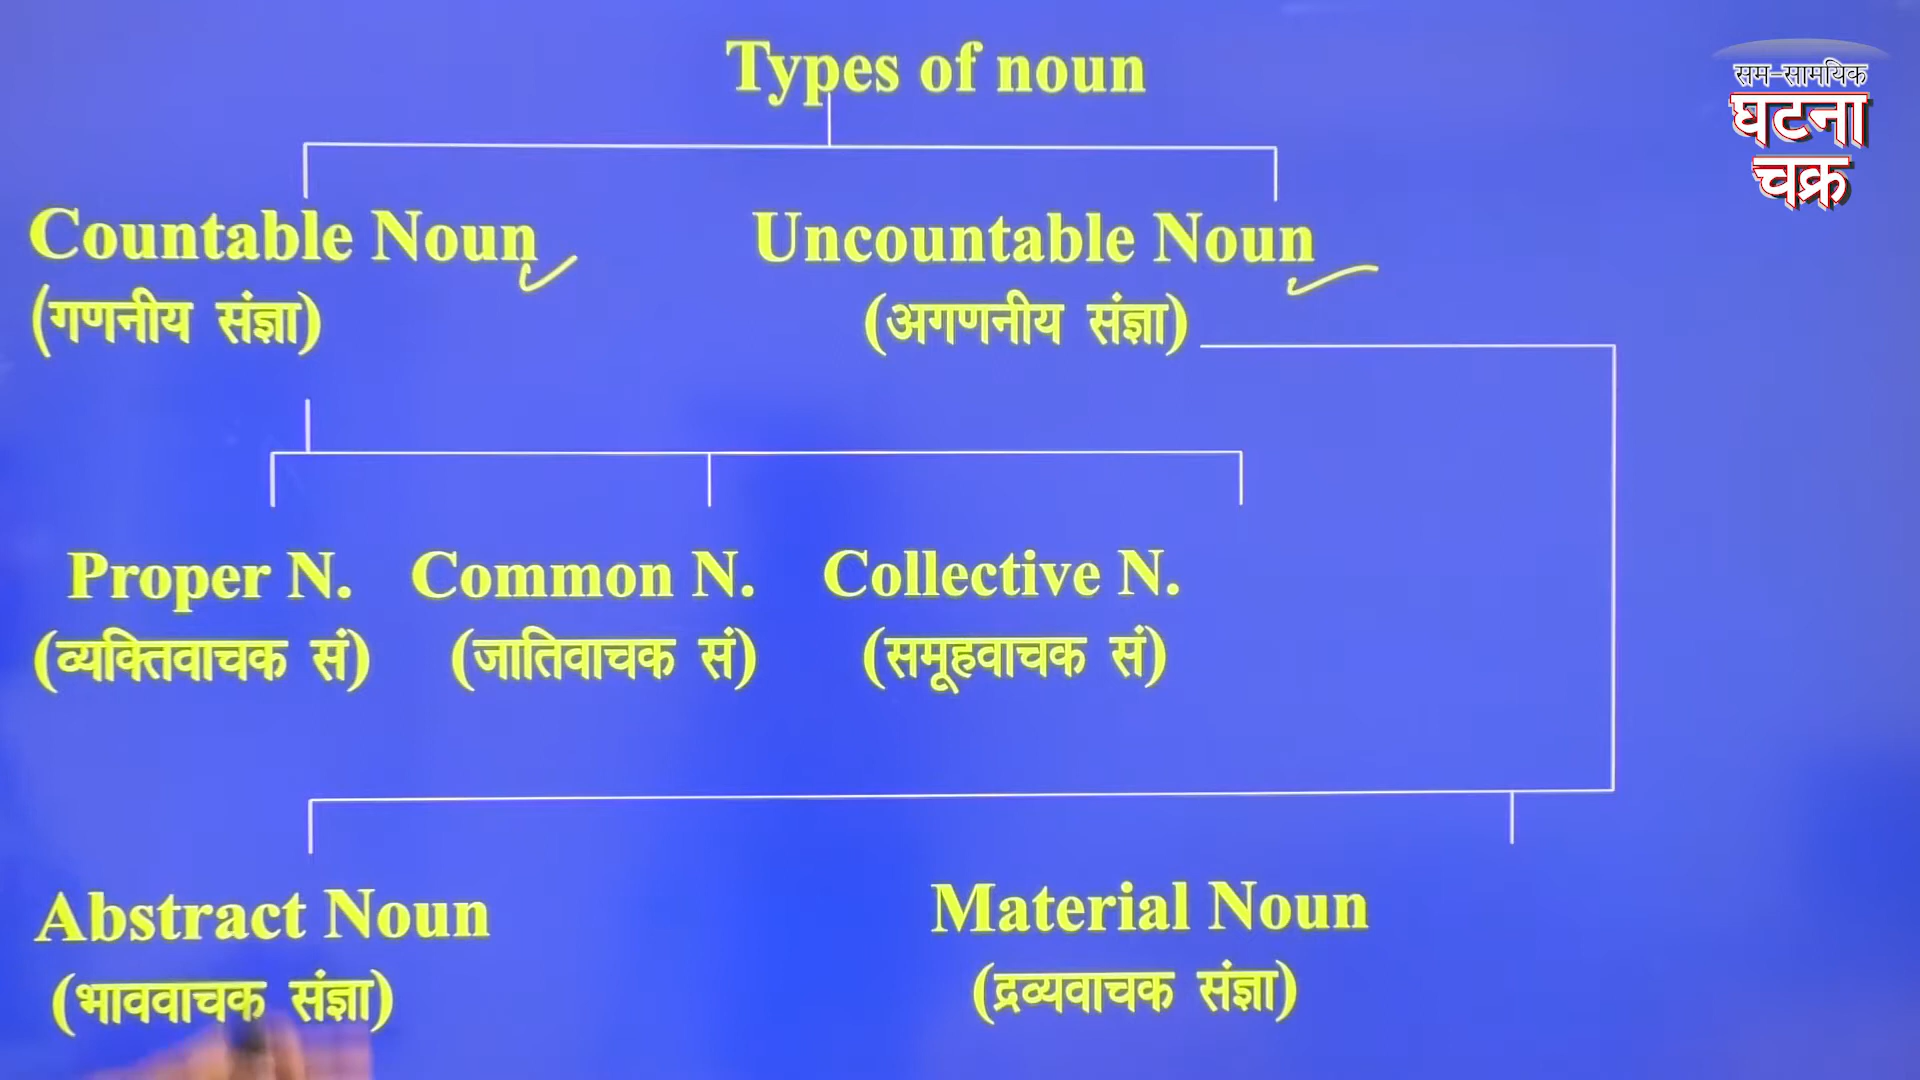 Types of noun
सम-सामयिक
घटना
चक्र
Countable Noun
Uncountable Noun
(गणनीय संज्ञा)
(अगणनीय संज्ञा)
Proper N.
Common N.
Collective N.
(व्यक्तिवाचक सं)
(जातिवाचक सं)
(समूहवाचक सं)
Abstract Noun
Material Noun
(भाववाचक संज्ञा)
(द्रव्यवाचक संज्ञा)